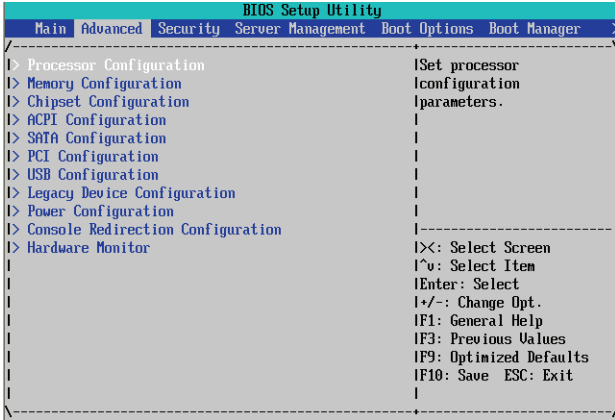 BIOS Setup Utility
Main Advanced Security Server Management Boot Options Boot Manager >
/---------------------------------------------------+------------------------\
|> Processor Configuration |Set processor
|> Memory Configuration |configuration
|> Chipset Configuration |parameters.
|> ACPI Configuration |
|> SATA Configuration |
|> PCI Configuration |
|> USB Configuration |
|> Legacy Device Configuration |
|> Power Configuration |
|> Console Redirection Configuration |------------------------
|> Hardware Monitor |><: Select Screen
| |^v: Select Item
| |Enter: Select
| |+/-: Change Opt.
| |F1: General Help
| |F3: Previous Values
| |F9: Optimized Defaults
| |F10: Save ESC: Exit
| |
\---------------------------------------------------+------------------------/